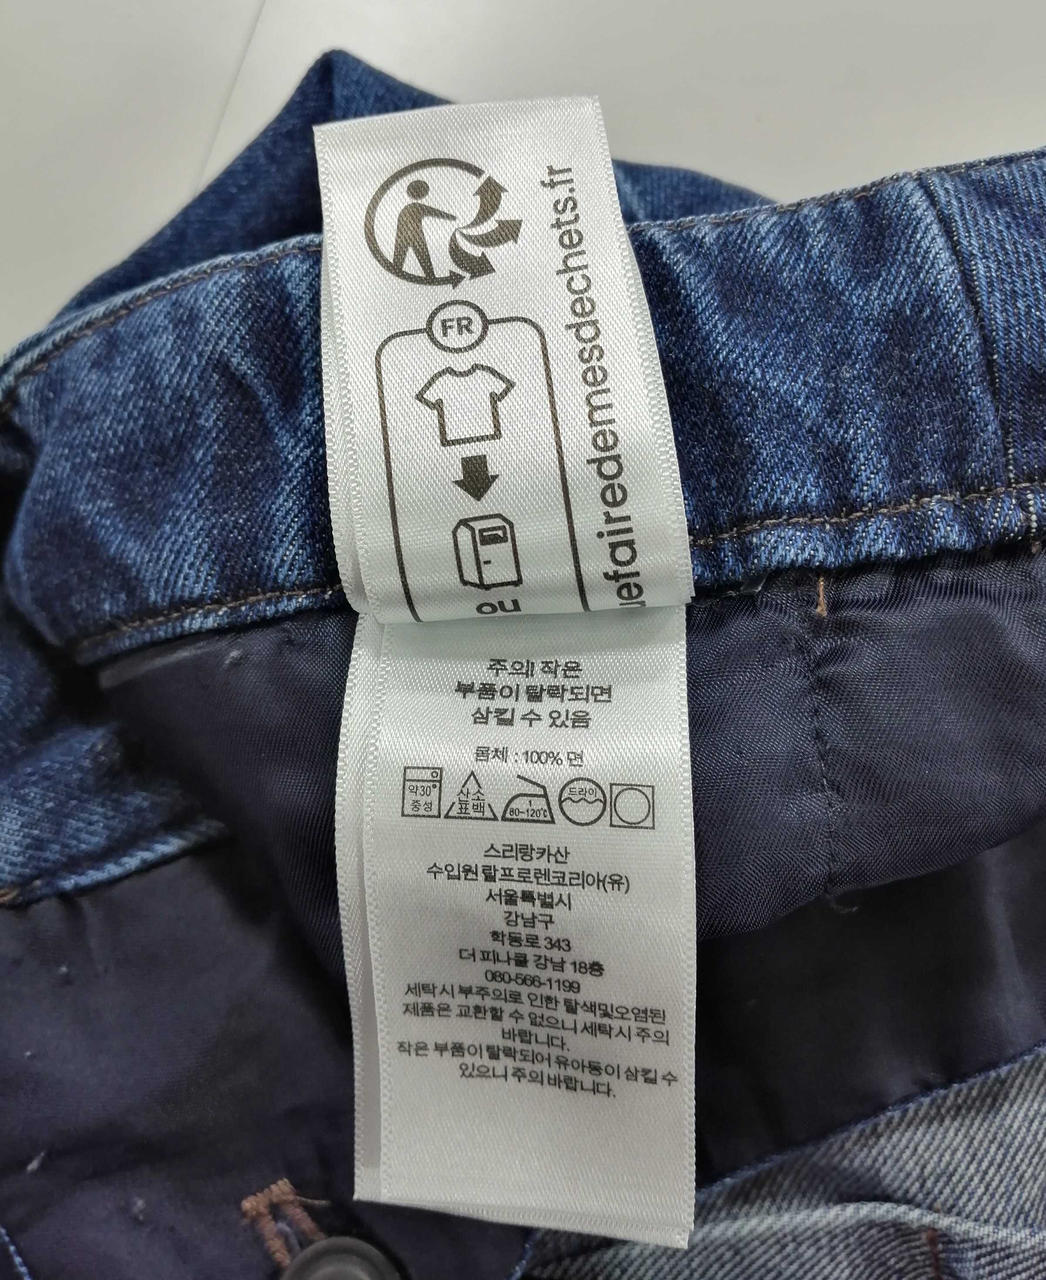 FR
uefairedemesdechets.fr
OU
주의! 작은
부품이 탈락되면
삼킬 수 있음
몸체 : 100% 면
약30°
중성
산소
표백
1
80~120℃
드라이
스리랑카산
수입원 랄프로렌코리아(유)
서울특별시
강남구
학동로 343
더 피나클 강남 18층
080-566-1199
세탁시 부주의로 인한 탈색및오염된
제품은 교환할 수 없으니 세탁시 주의
바랍니다.
작은 부품이 탈락되어 유아동이 삼킬 수
있으니 주의 바랍니다.